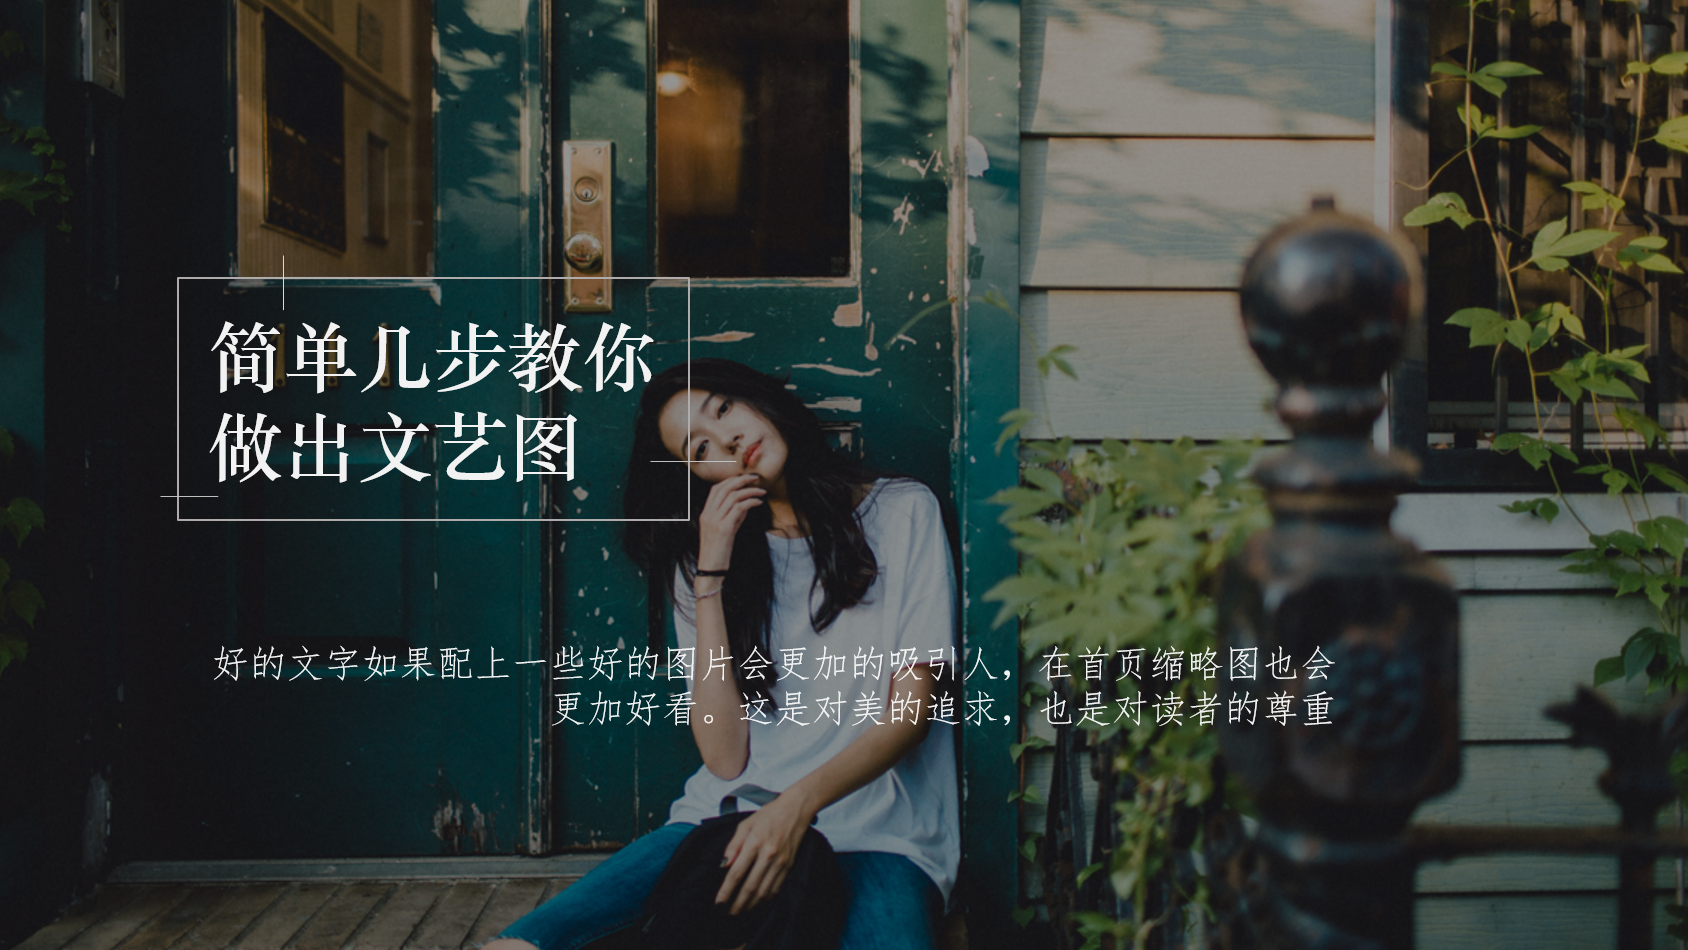 简单几步教你
做出文艺图
好的文字如果配上一些好的图片会更加的吸引人，在首页缩略图也会
更加好看。这是对美的追求，也是对读者的尊重